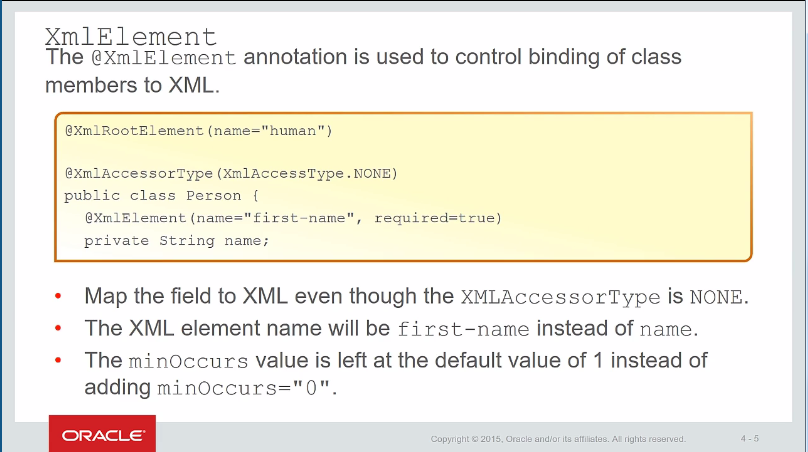 XmlElement
The @XmlElement annotation is used to control binding of class
members to XML.
@XmlRootElement(name="human")
@XmlAccessorType(XmlAccessType.NONE)
public class Person {
@XmlElement(name="first-name", required=true)
private String name;
• Map the field to XML even though the XMLAccessorType is NONE.
• The XML element name will be first-name instead of name.
• The minOccurs value is left at the default value of 1 instead of
adding minOccurs="0".
ORACLE
Copyright © 2015, Oracle and/or its affiliates. All rights reserved.
4 - 5